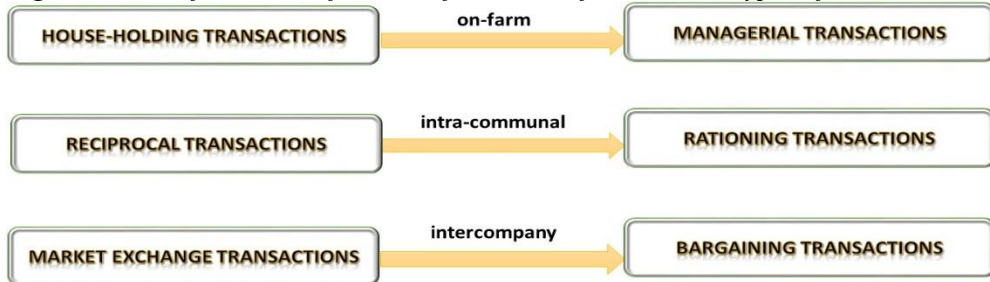 on-farm
HOUSE-HOLDING TRANSACTIONS
MANAGERIAL TRANSACTIONS
intra-communal
RECIPROCAL TRANSACTIONS
RATIONING TRANSACTIONS
intercompany
MARKET EXCHANGE TRANSACTIONS
BARGAINING TRANSACTIONS